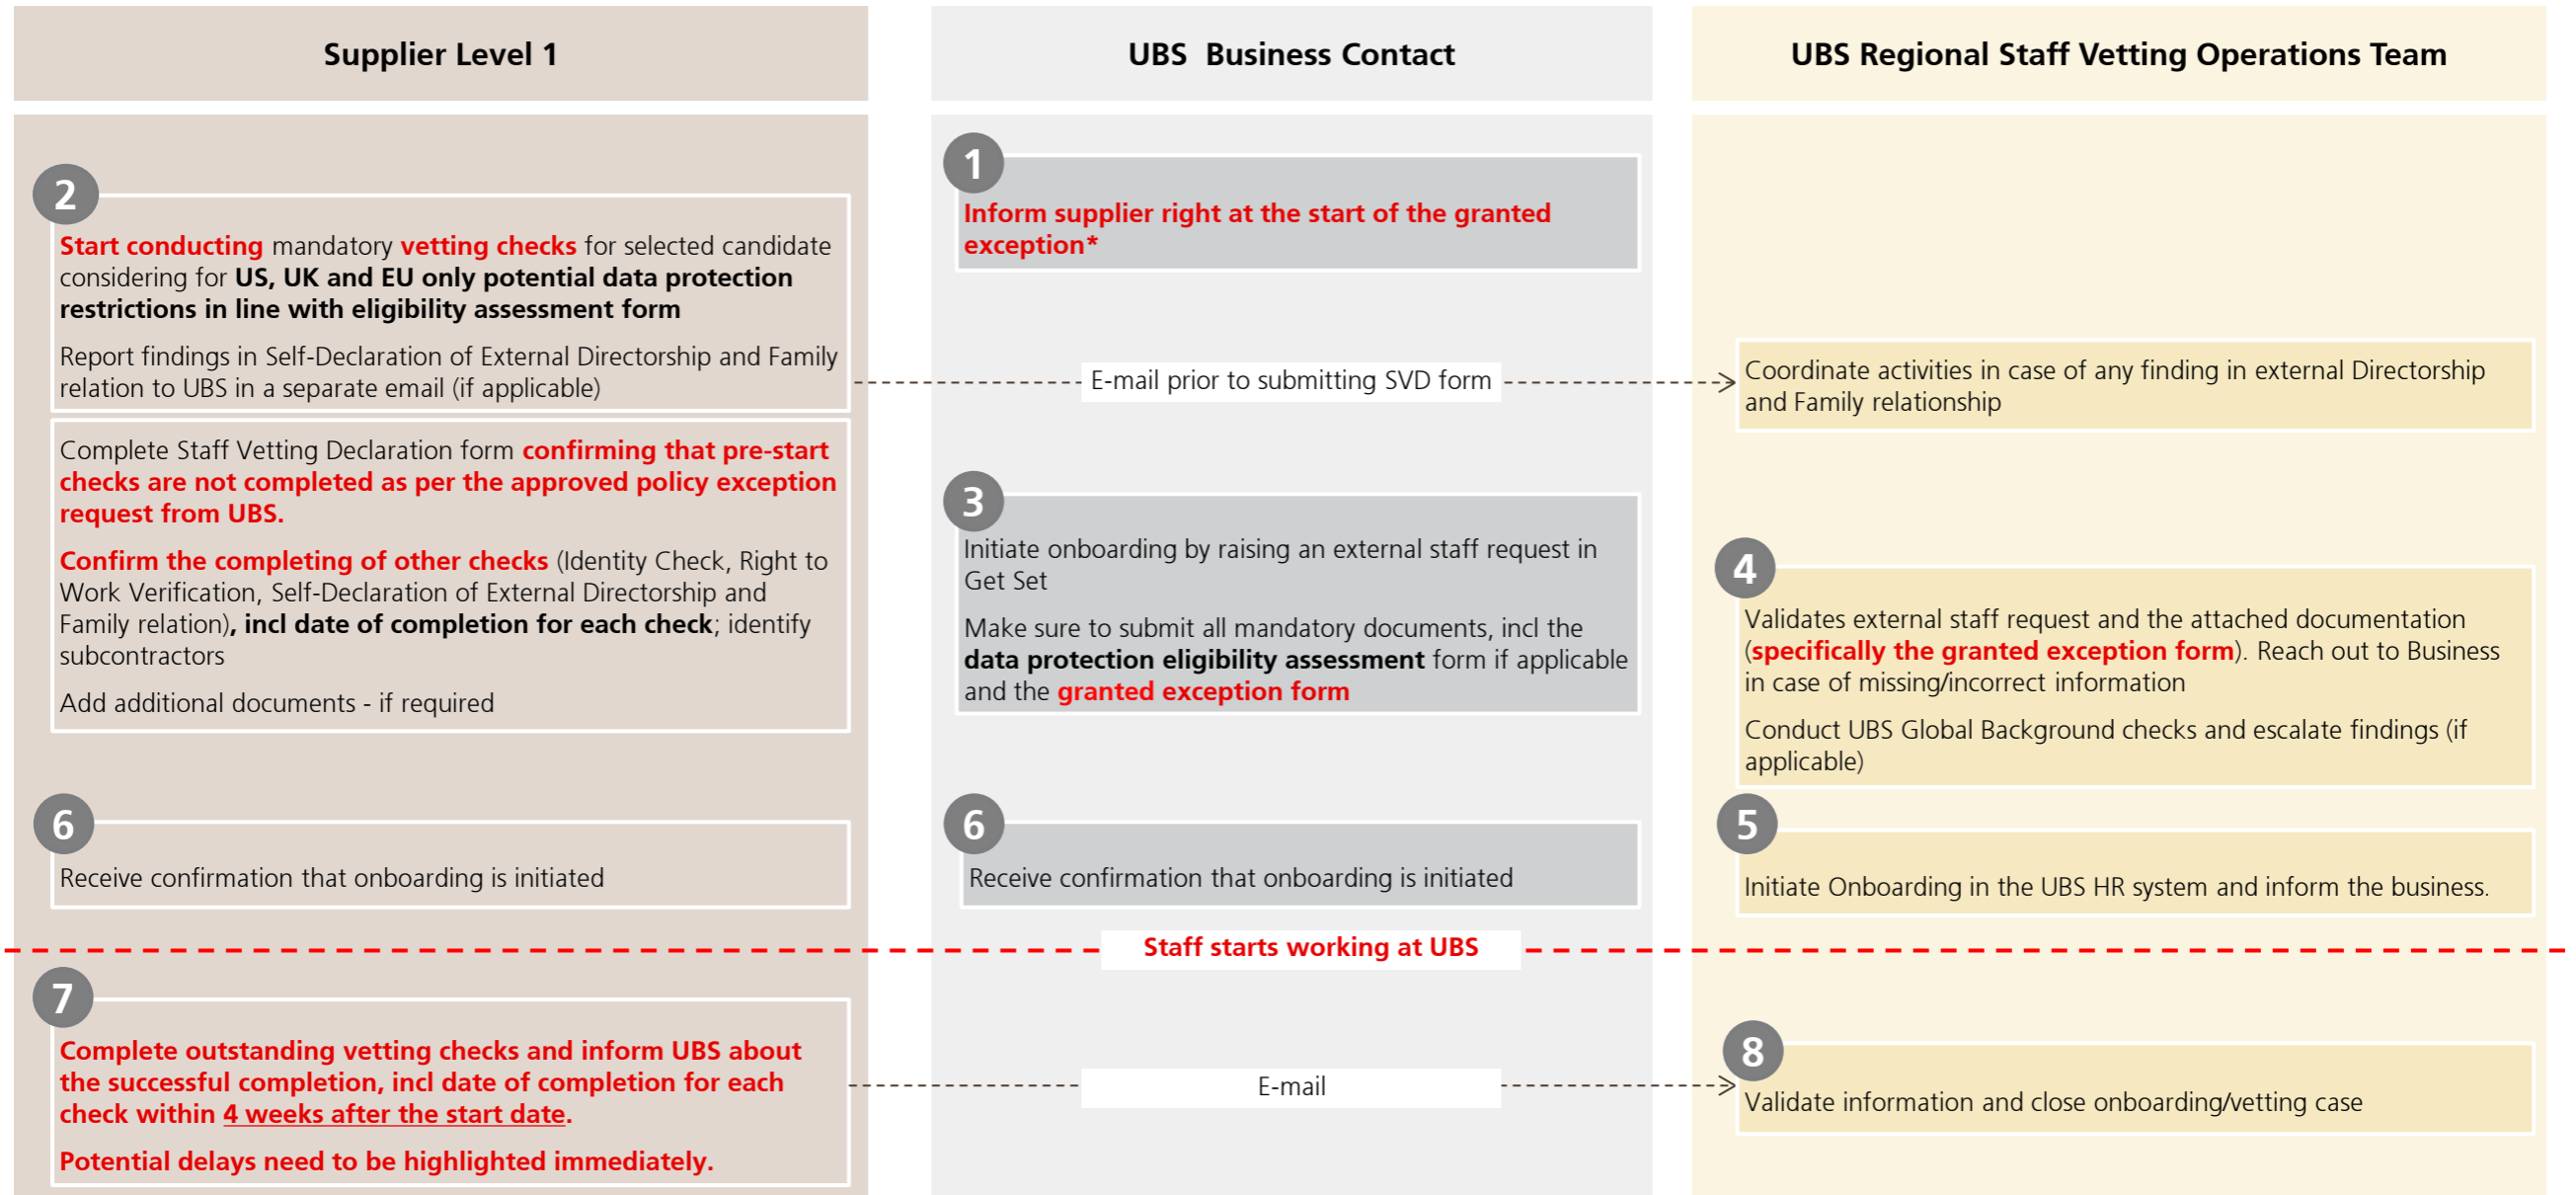 Supplier Level 1
UBS Business Contact
UBS Regional Staff Vetting Operations Team
1
Inform supplier right at the start of the granted
exception*
2
Start conducting mandatory vetting checks for selected candidate
considering for US, UK and EU only potential data protection
restrictions in line with eligibility assessment form
Report findings in Self-Declaration of External Directorship and Family
relation to UBS in a separate email (if applicable)
E-mail prior to submitting SVD form
Coordinate activities in case of any finding in external Directorship
and Family relationship
Complete Staff Vetting Declaration form confirming that pre-start
checks are not completed as per the approved policy exception
request from UBS.
Confirm the completing of other checks (Identity Check, Right to
Work Verification, Self-Declaration of External Directorship and
Family relation), incl date of completion for each check; identify
subcontractors
Add additional documents - if required
3
Initiate onboarding by raising an external staff request in
Get Set
Make sure to submit all mandatory documents, incl the
data protection eligibility assessment form if applicable
and the granted exception form
4
Validates external staff request and the attached documentation
(specifically the granted exception form). Reach out to Business
in case of missing/incorrect information
Conduct UBS Global Background checks and escalate findings (if
applicable)
6
Receive confirmation that onboarding is initiated
6
Receive confirmation that onboarding is initiated
5
Initiate Onboarding in the UBS HR system and inform the business.
Staff starts working at UBS
7
Complete outstanding vetting checks and inform UBS about
the successful completion, incl date of completion for each
check within 4 weeks after the start date.
Potential delays need to be highlighted immediately.
E-mail
8
Validate information and close onboarding/vetting case